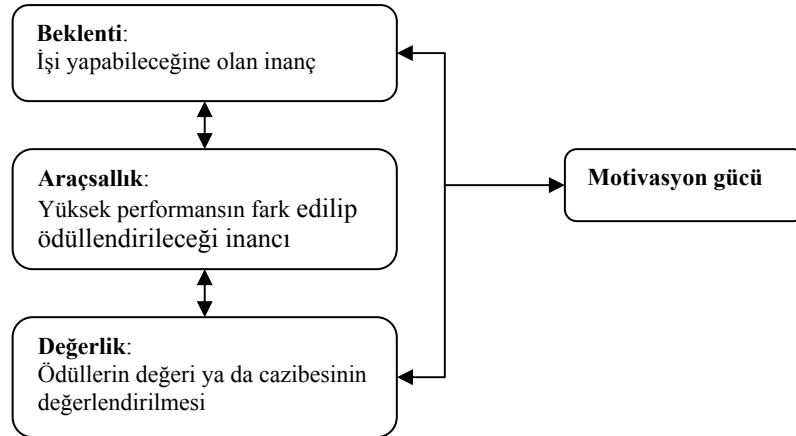 Beklenti:
İşi yapabileceğine olan inanç
Araçsallık:
Yüksek performansın fark edilip
ödüllendirileceği inancı
Motivasyon gücü
Değerlik:
Ödüllerin değeri ya da cazibesinin
değerlendirilmesi